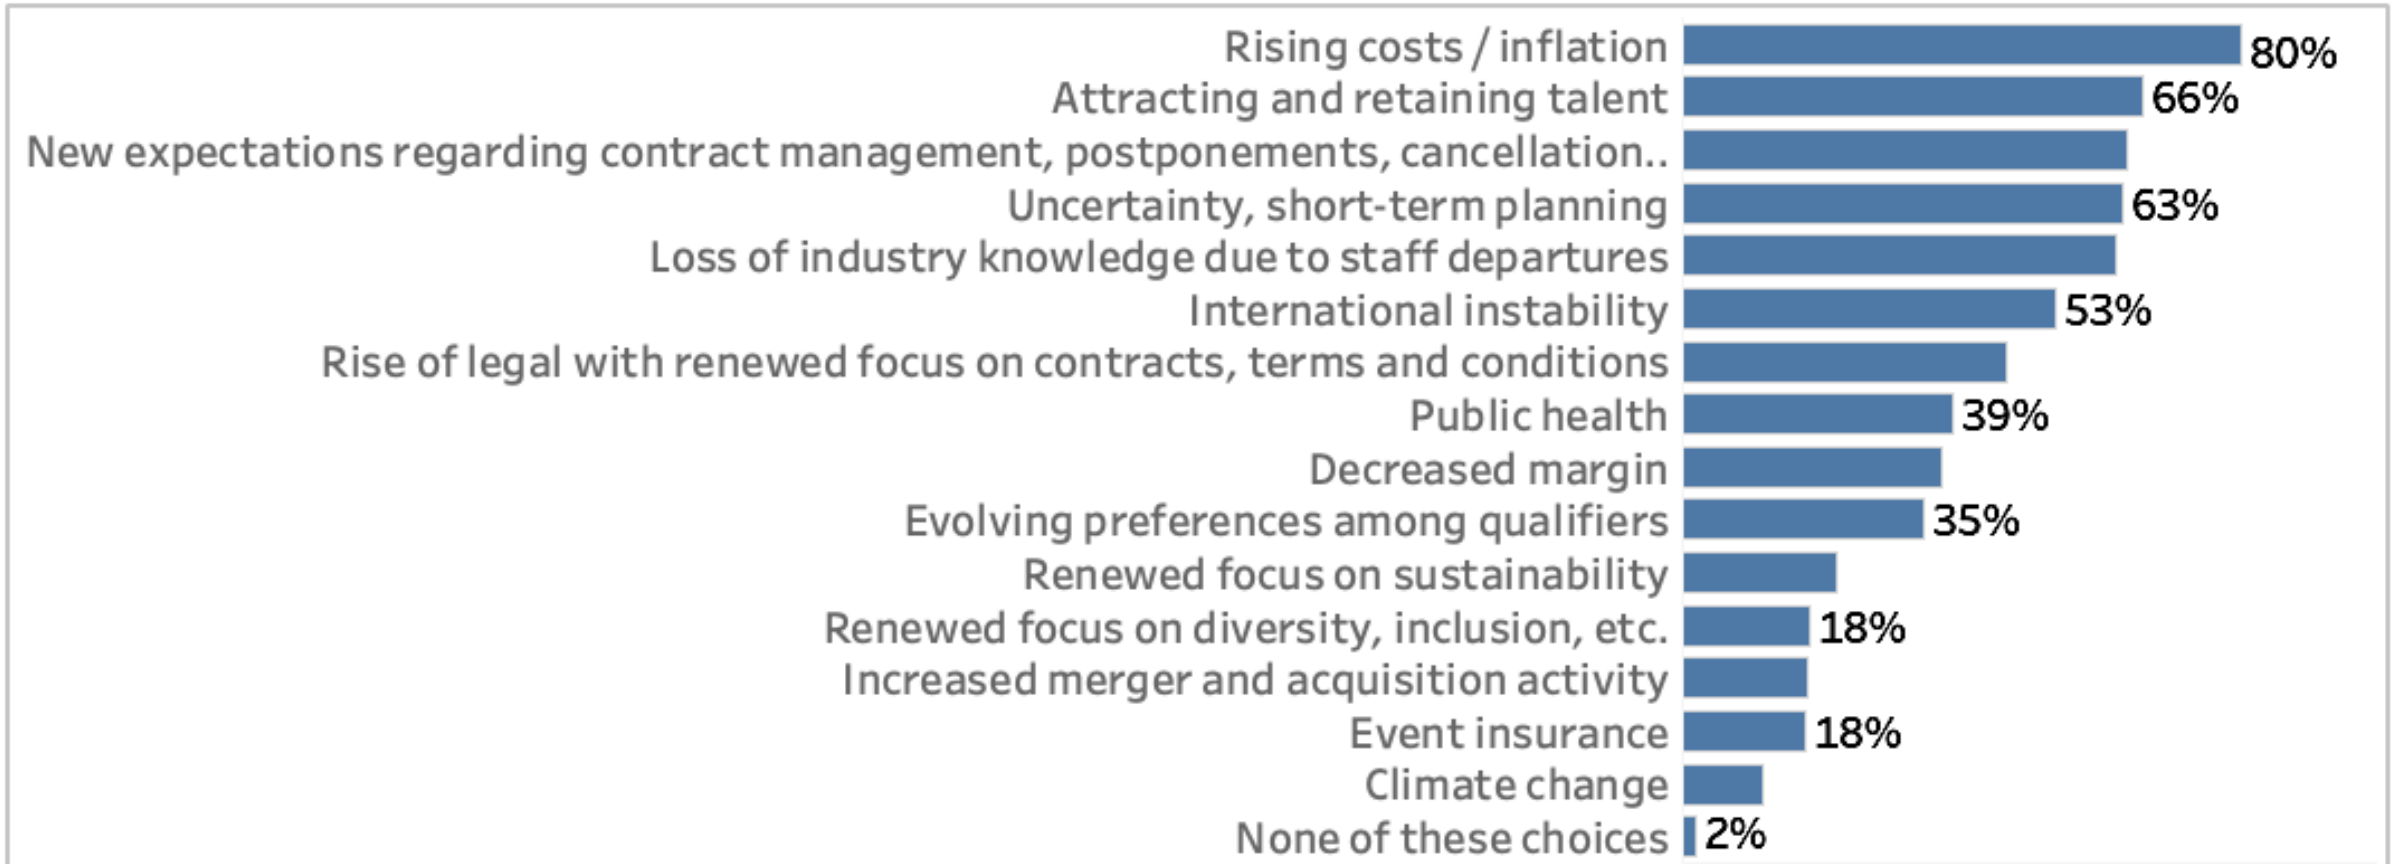 Rising costs / inflation 80%
Attracting and retaining talent 66%
New expectations regarding contract management, postponements, cancellation..
Uncertainty, short-term planning 63%
Loss of industry knowledge due to staff departures
International instability 53%
Rise of legal with renewed focus on contracts, terms and conditions
Public health 39%
Decreased margin
Evolving preferences among qualifiers 35%
Renewed focus on sustainability
Renewed focus on diversity, inclusion, etc. 18%
Increased merger and acquisition activity
Event insurance 18%
Climate change
None of these choices 2%